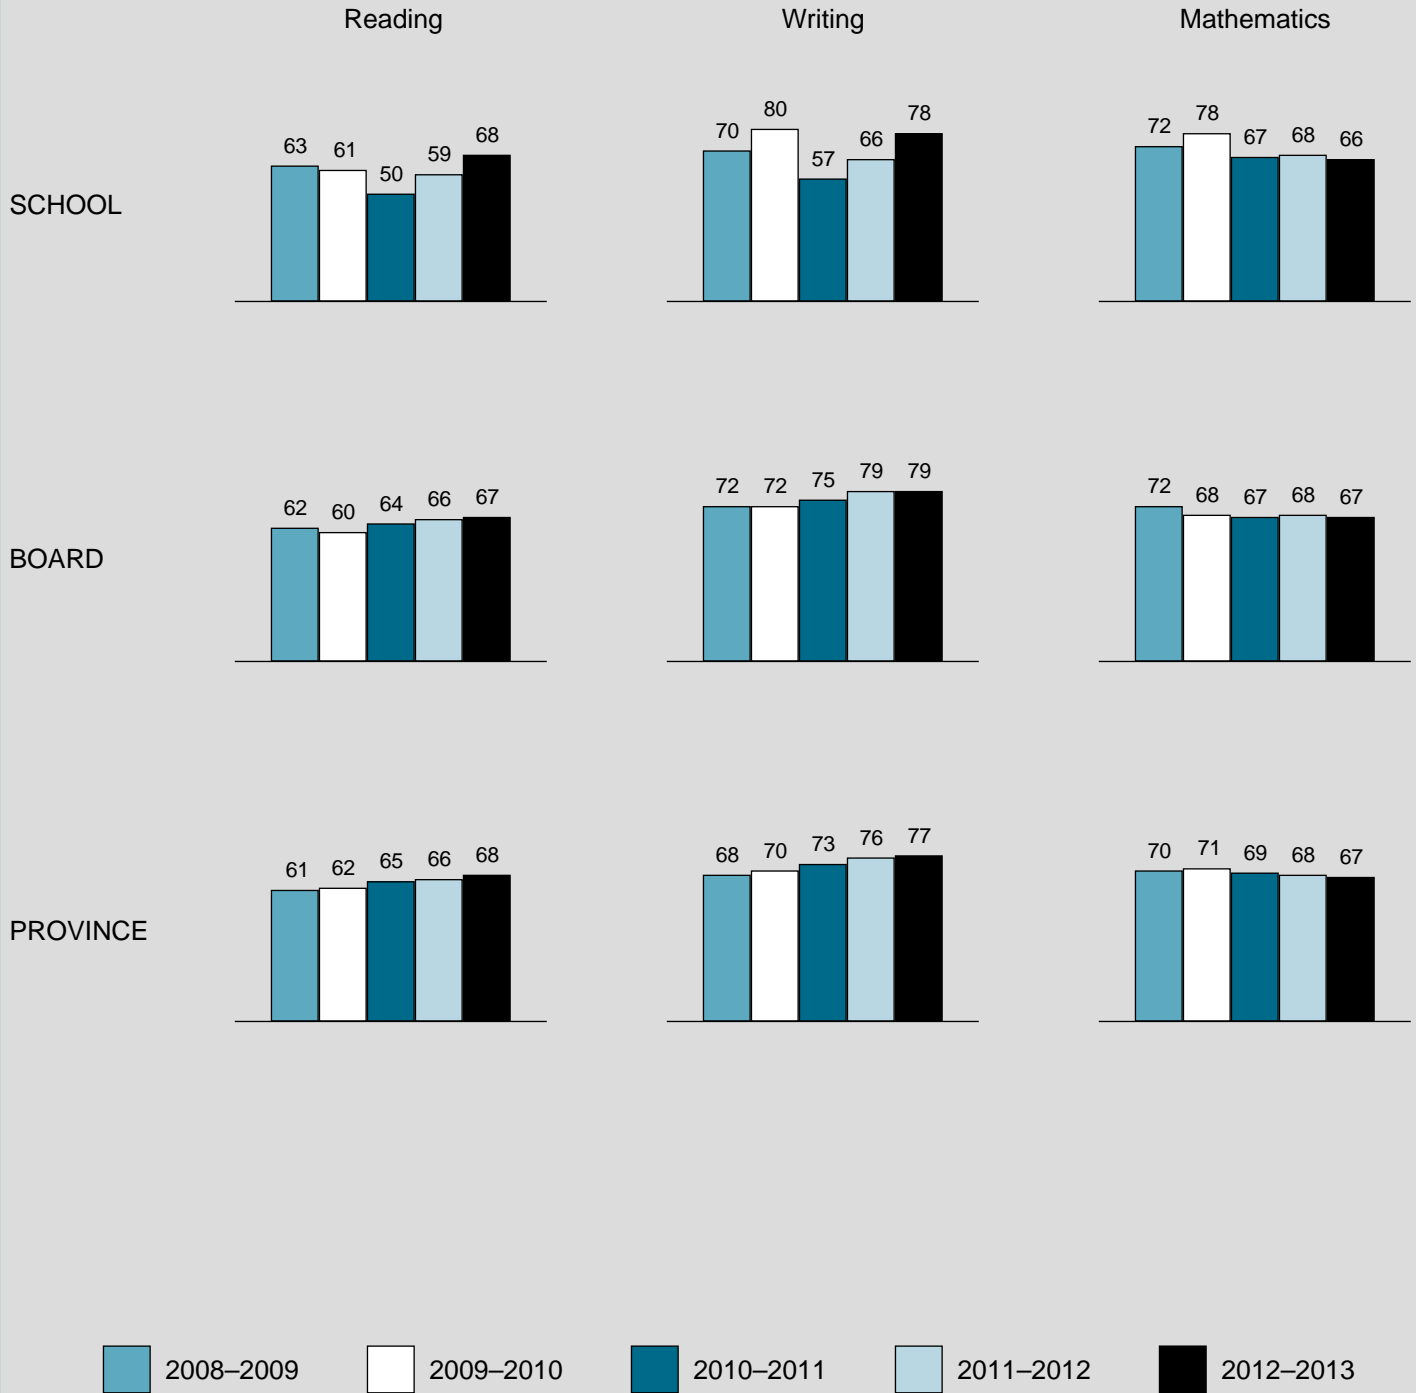 Reading Writing Mathematics
SCHOOL
63 61 50 59 68
70 80 57 66 78
72 78 67 68 66
BOARD
62 60 64 66 67
72 72 75 79 79
72 68 67 68 67
PROVINCE
61 62 65 66 68
68 70 73 76 77
70 71 69 68 67
2008–2009 2009–2010 2010–2011 2011–2012 2012–2013